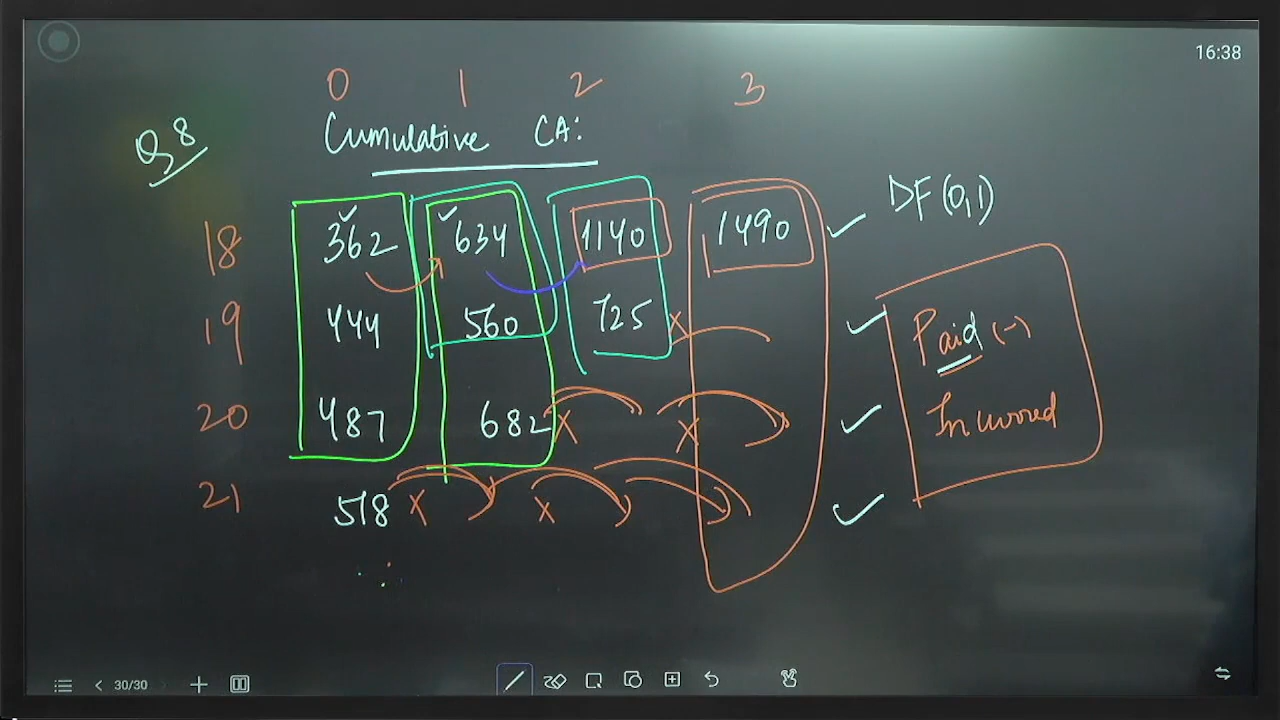 16:38
0 1 2 3
Q 8
Cumulative CA:
18 362 634 1140 1490 DF(0,1)
19 444 560 725 x
20 487 682 x x
21 518 x x
Paid (-)
Incurred
30/30